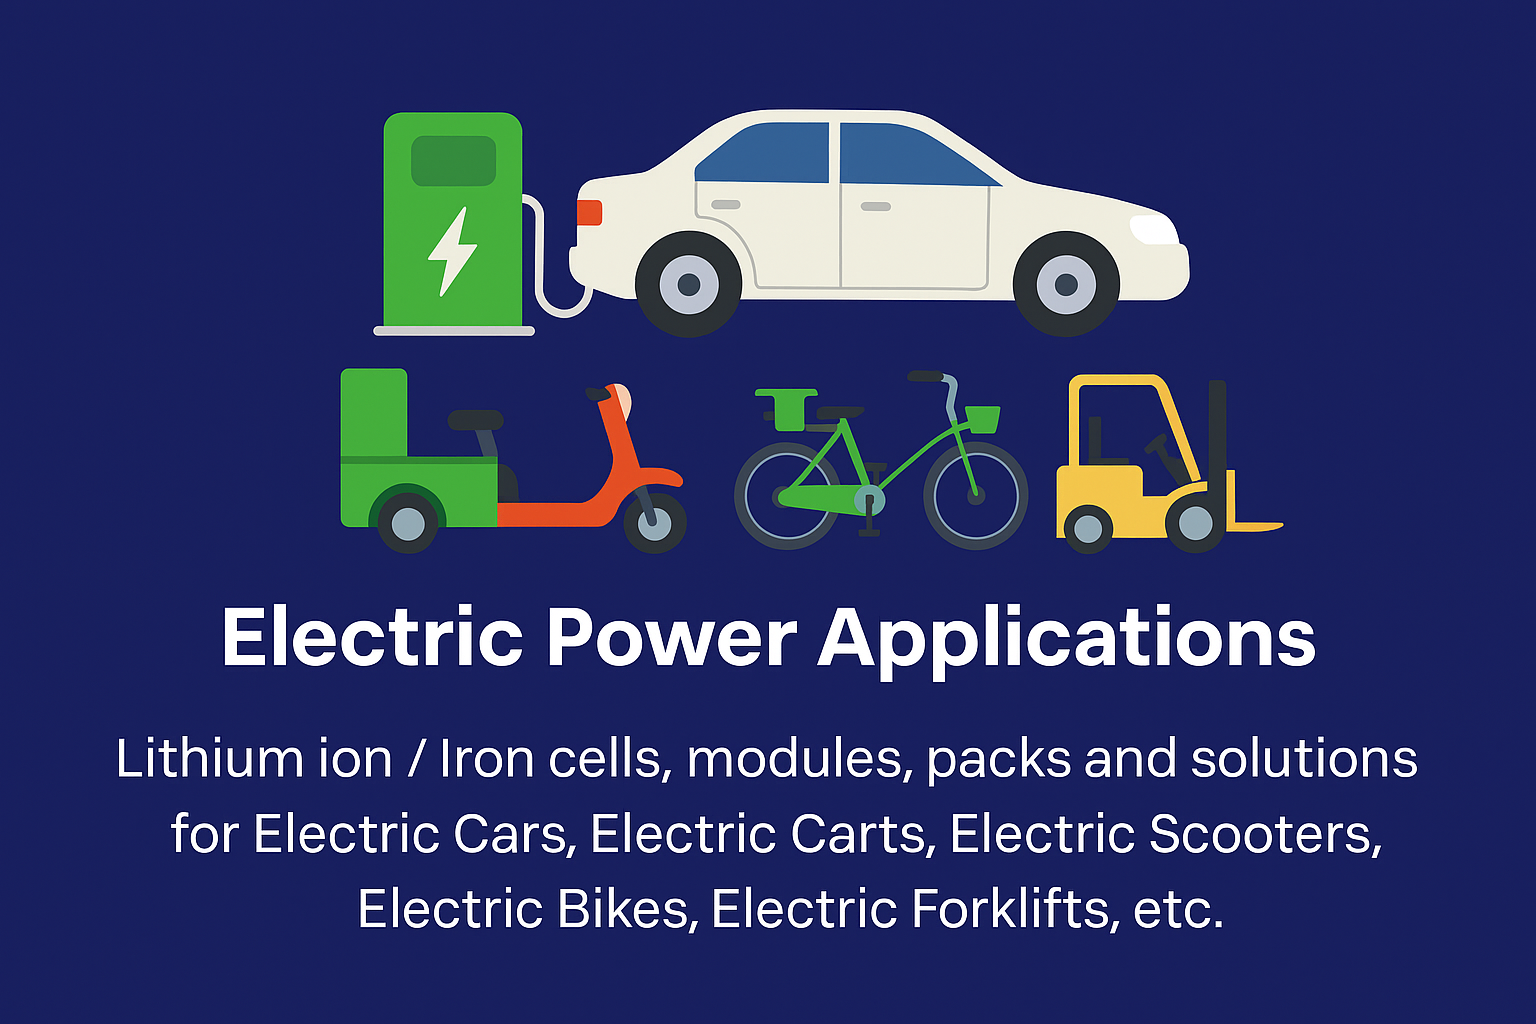 Electric Power Applications
Lithium ion / Iron cells, modules, packs and solutions
for Electric Cars, Electric Carts, Electric Scooters,
Electric Bikes, Electric Forklifts, etc.